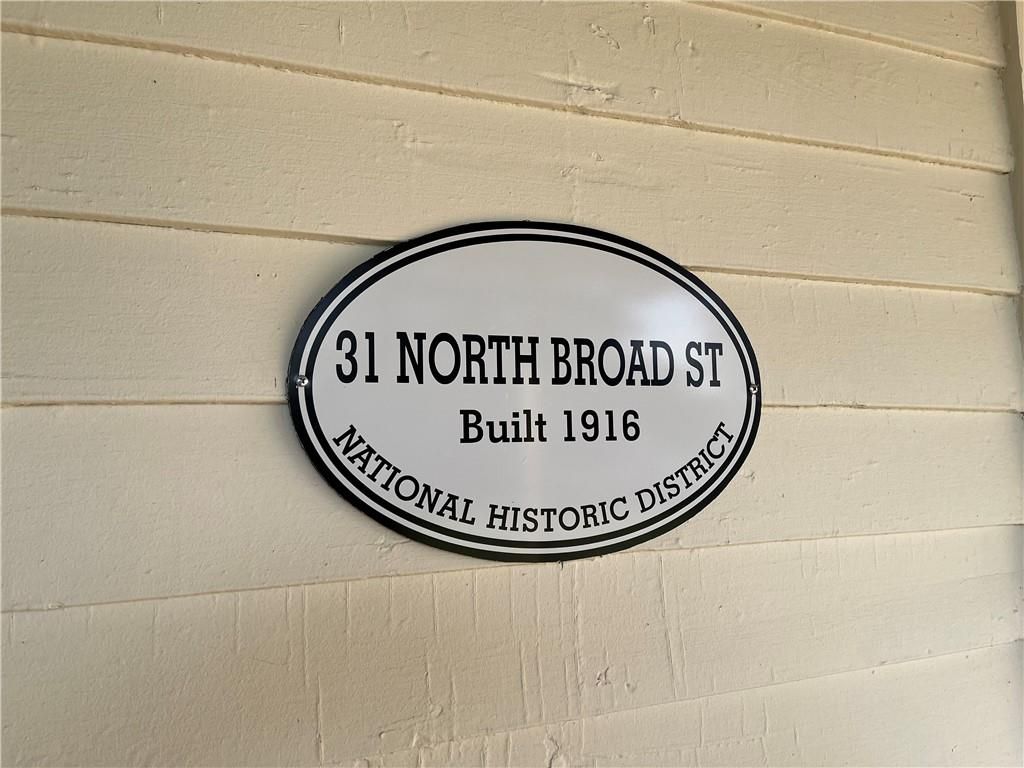 31 NORTH BROAD ST
Built 1916
NATIONAL HISTORIC DISTRICT